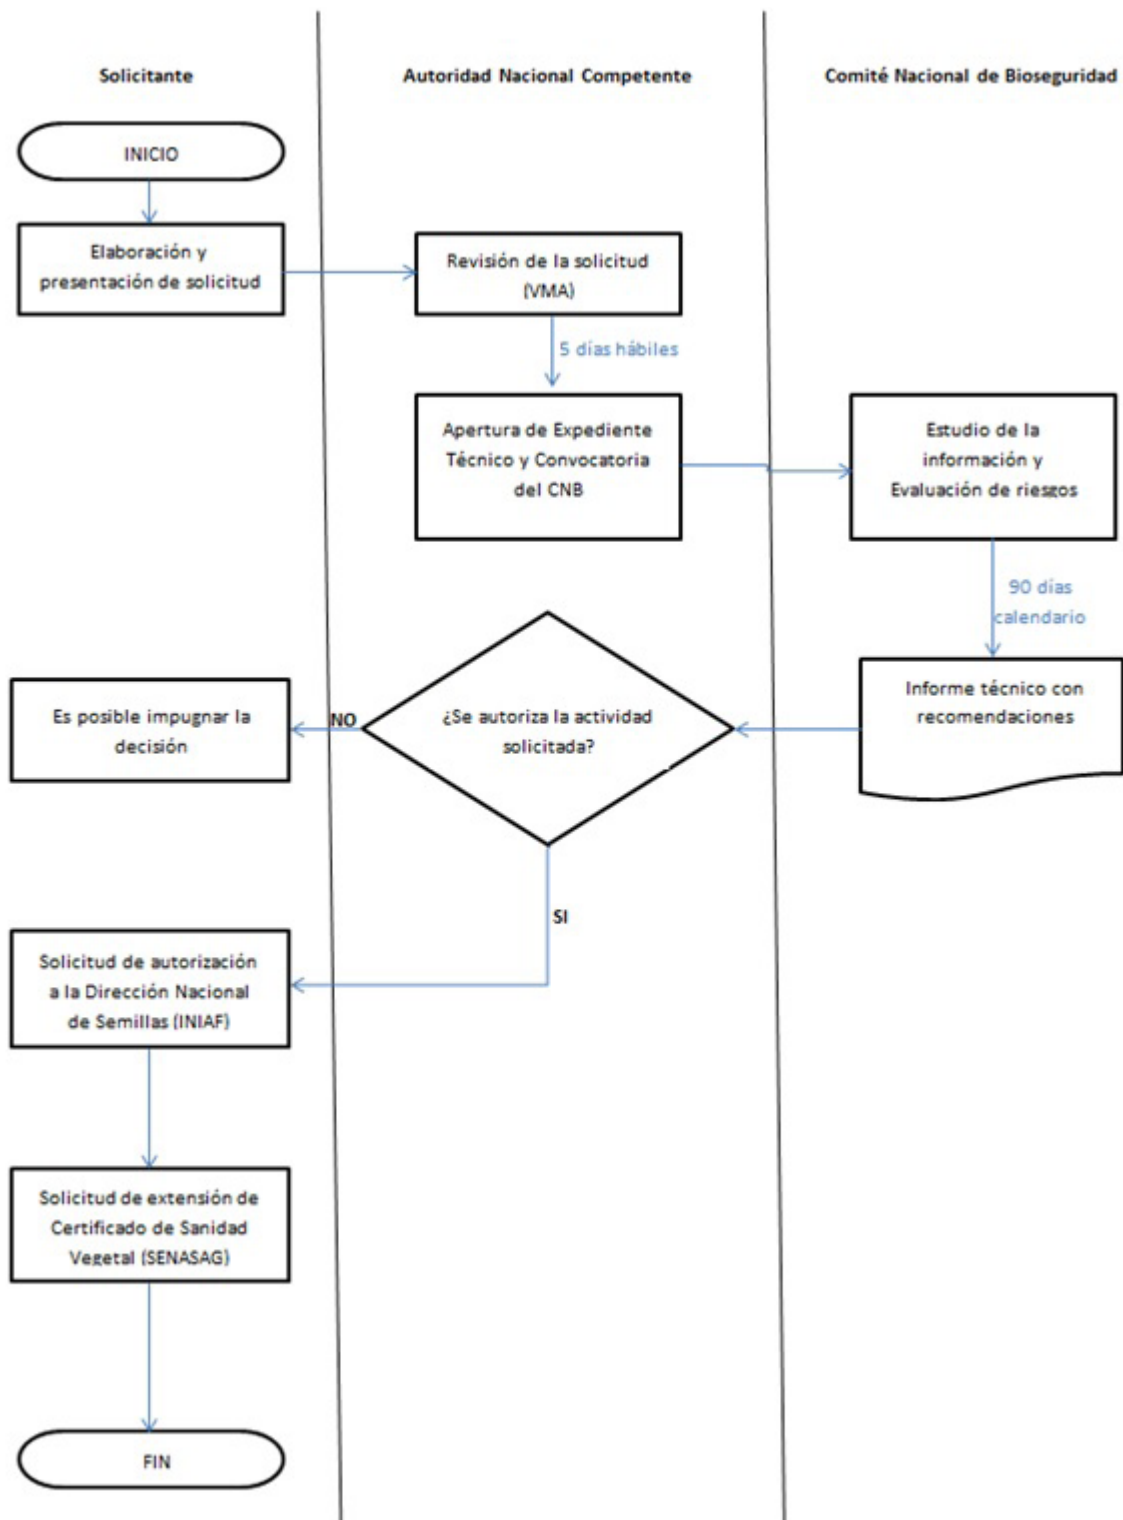 Solicitante
Autoridad Nacional Competente
Comité Nacional de Bioseguridad
INICIO
Elaboración y
presentación de solicitud
Revisión de la solicitud
(VMA)
5 días hábiles
Apertura de Expediente
Técnico y Convocatoria
del CNB
Estudio de la
información y
Evaluación de riesgos
90 días
calendario
Informe técnico con
recomendaciones
¿Se autoriza la actividad
solicitada?
NO
Es posible impugnar la
decisión
SI
Solicitud de autorización
a la Dirección Nacional
de Semillas (INIAF)
Solicitud de extensión de
Certificado de Sanidad
Vegetal (SENASAG)
FIN